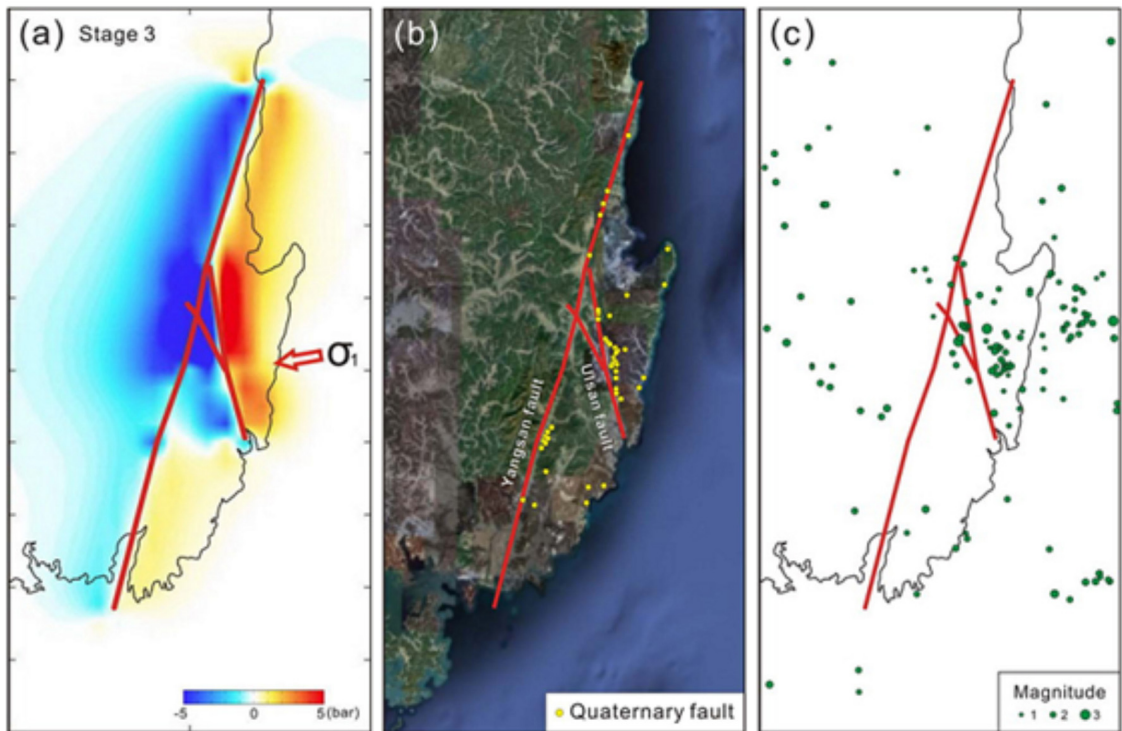 (a) Stage 3
σ1
-5 0 5(bar)
(b)
Yangsan fault
Ulsan fault
Quaternary fault
(c)
Magnitude
1 2 3